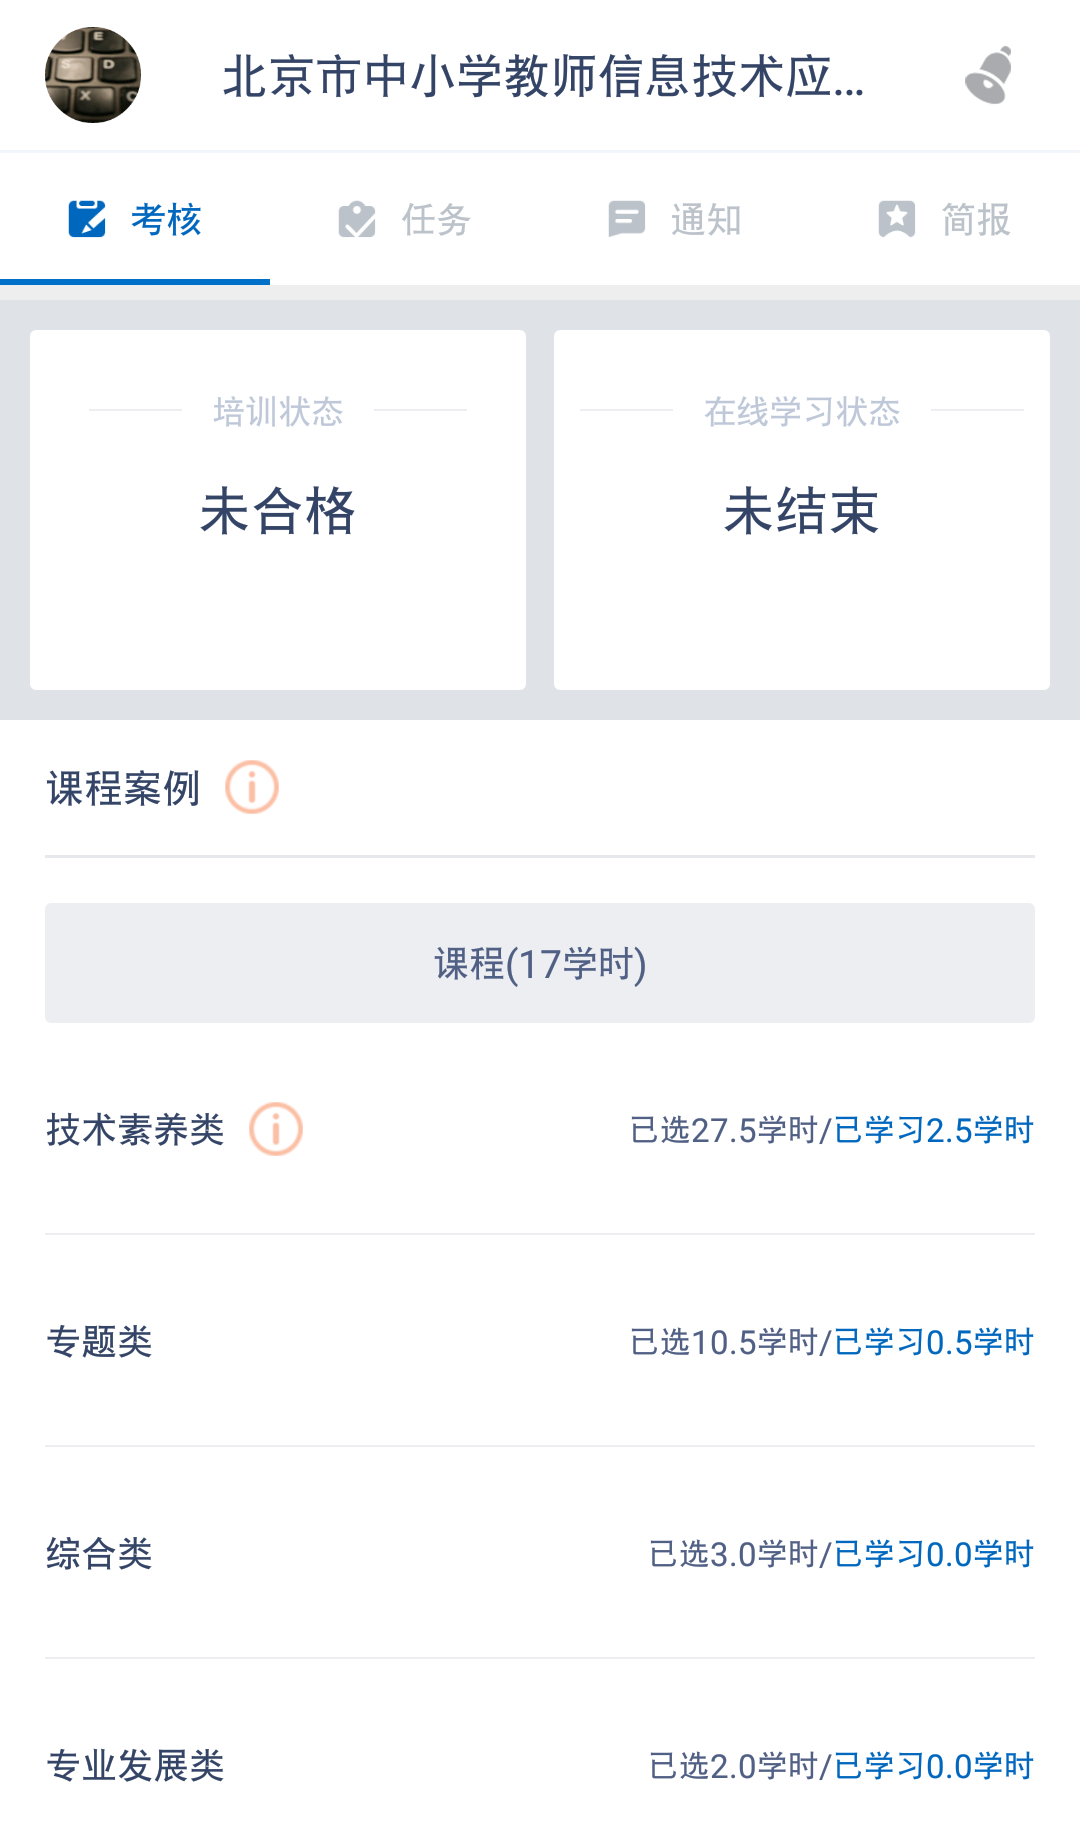 北京市中小学教师信息技术应...
考核 任务 通知 简报
培训状态 在线学习状态
未合格 未结束
课程案例
课程(17学时)
技术素养类 已选27.5学时/已学习2.5学时
专题类 已选10.5学时/已学习0.5学时
综合类 已选3.0学时/已学习0.0学时
专业发展类 已选2.0学时/已学习0.0学时